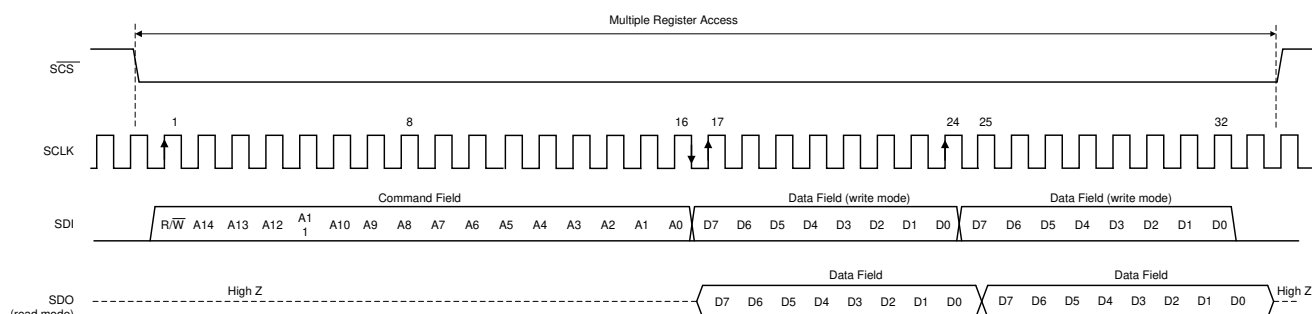 Multiple Register Access
SCS
1 8 16 17 24 25 32
SCLK
Command Field Data Field (write mode) Data Field (write mode)
SDI R/W A14 A13 A12 A11 A10 A9 A8 A7 A6 A5 A4 A3 A2 A1 A0 D7 D6 D5 D4 D3 D2 D1 D0 D7 D6 D5 D4 D3 D2 D1 D0
Data Field Data Field
High Z High Z
SDO D7 D6 D5 D4 D3 D2 D1 D0 D7 D6 D5 D4 D3 D2 D1 D0
(read mode)